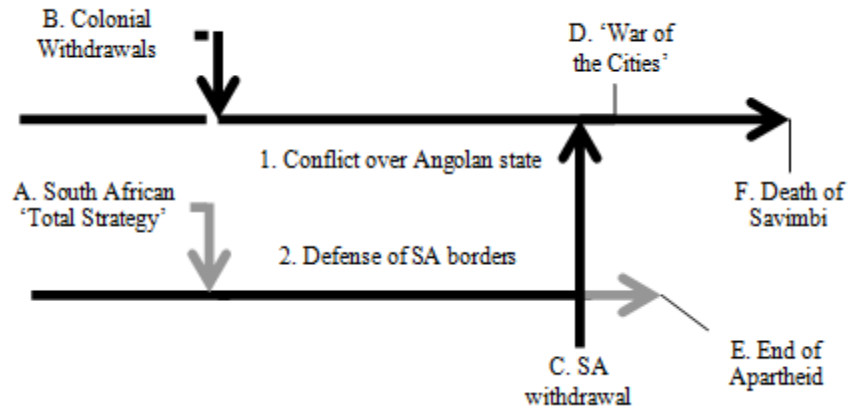 B. Colonial
Withdrawals
D. ‘War of
the Cities’
1. Conflict over Angolan state
A. South African
‘Total Strategy’
F. Death of
Savimbi
2. Defense of SA borders
E. End of
Apartheid
C. SA
withdrawal